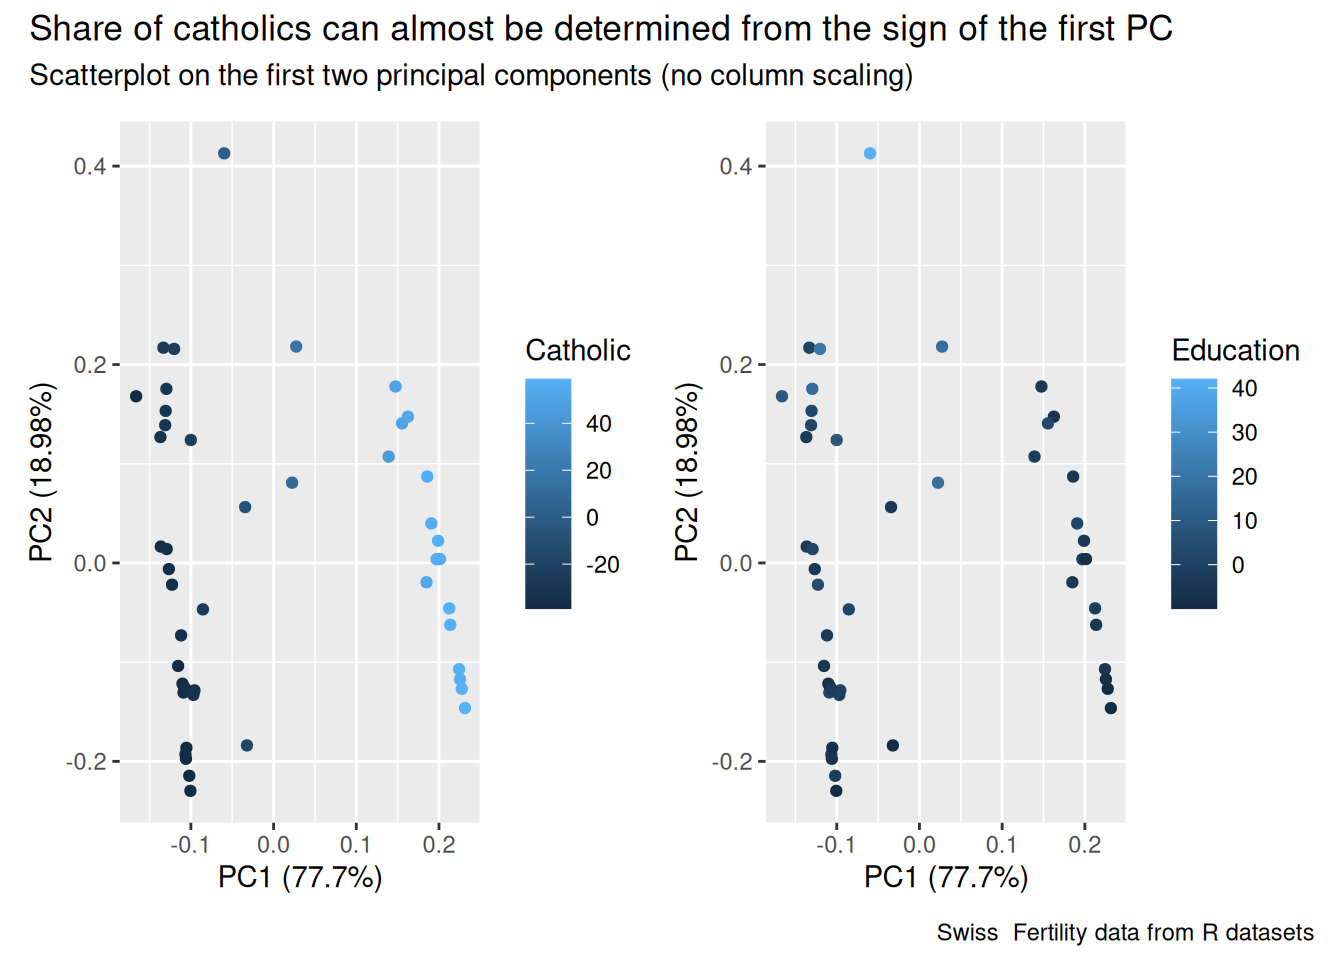 Share of catholics can almost be determined from the sign of the first PC
Scatterplot on the first two principal components (no column scaling)
PC2 (18.98%)
0.4
0.2
0.0
-0.2
-0.1 0.0 0.1 0.2
PC1 (77.7%)
Catholic
40
20
0
-20
PC2 (18.98%)
0.4
0.2
0.0
-0.2
-0.1 0.0 0.1 0.2
PC1 (77.7%)
Education
40
30
20
10
0
Swiss  Fertility data from R datasets